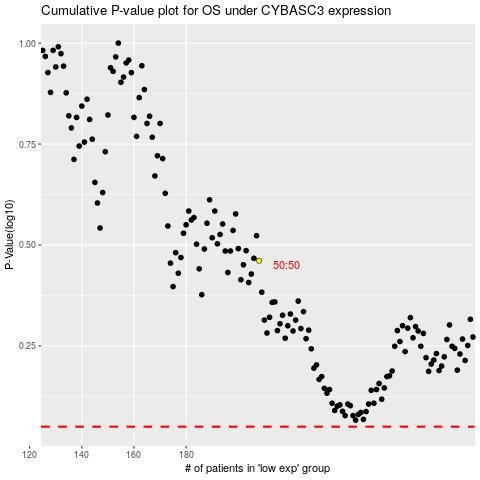 Cumulative P-value plot for OS under CYBASC3 expression
P-Value(log10)
1.00
0.75
0.50
0.25
50:50
120 140 160 180
# of patients in 'low exp' group